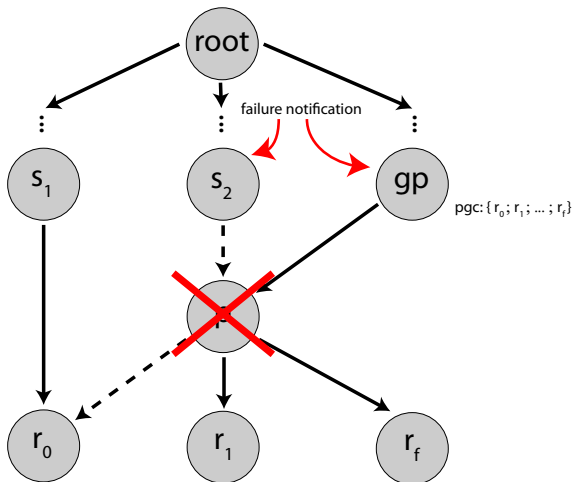 root
failure notification
s1
s2
gp
pgc: { r0; r1; ... ; rf}
r0
r1
rf